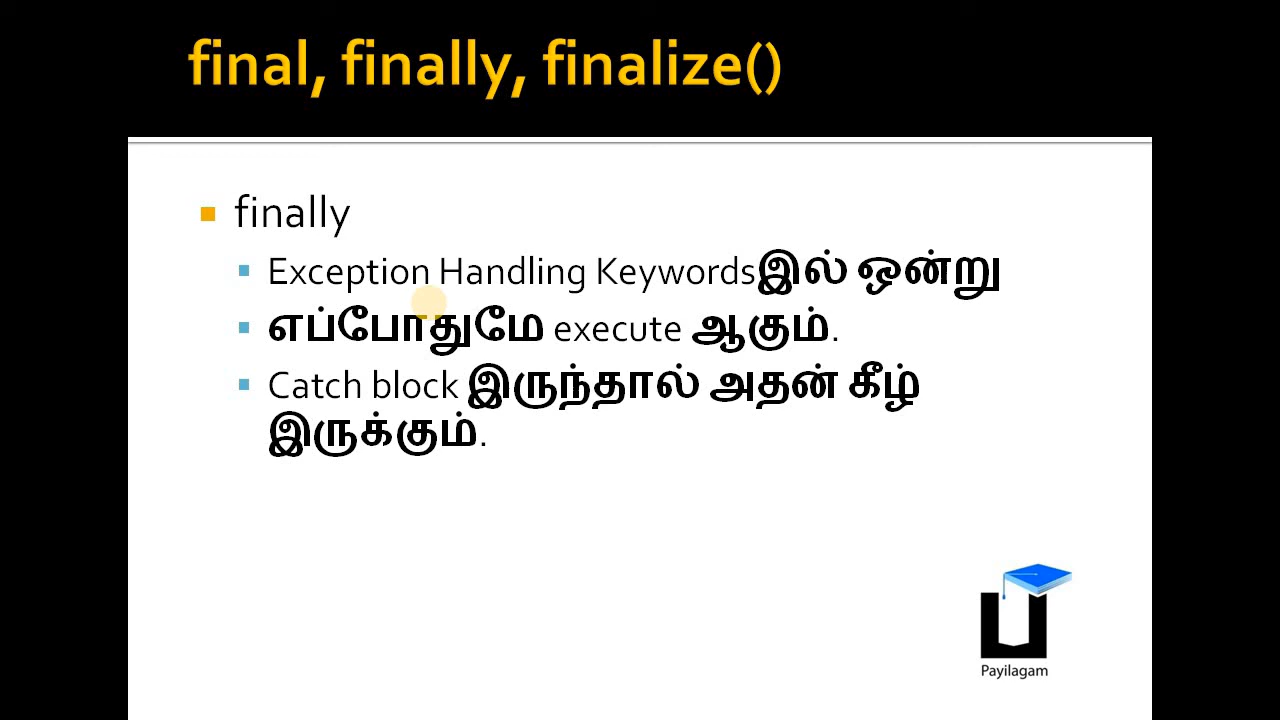 final, finally, finalize()
finally
Exception Handling Keywordsஇல் ஒன்று
எப்போதுமே execute ஆகும்.
Catch block இருந்தால் அதன் கீழ்
இருக்கும்.
Payilagam